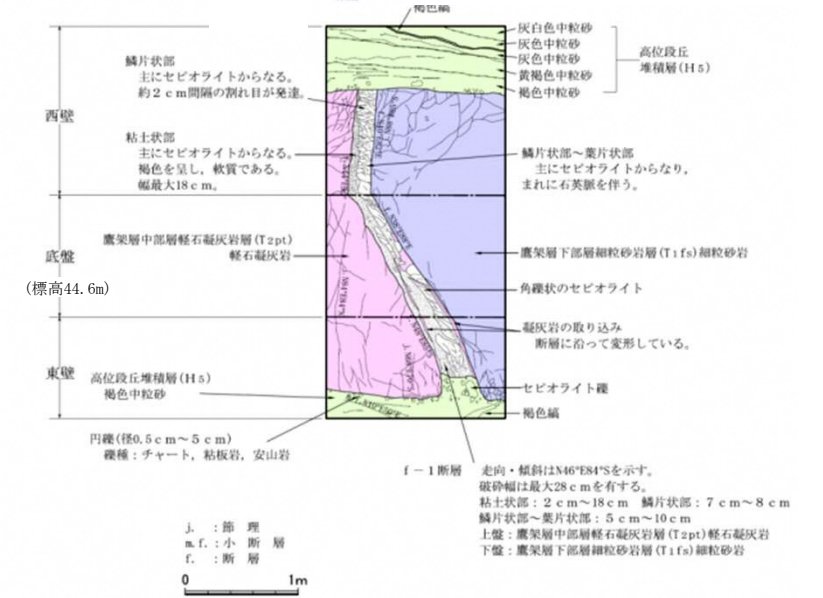 褐色縞
灰白色中粒砂
灰色中粒砂
灰色中粒砂
黄褐色中粒砂
褐色中粒砂
高位段丘
堆積層(H5)
鱗片状部
主にセピオライトからなる。
約2cm間隔の割れ目が発達。
西壁
粘土状部
主にセピオライトからなる。
褐色を呈し,軟質である。
幅最大18cm。
鱗片状部～葉片状部
主にセピオライトからなり,
まれに石英脈を伴う。
鷹架層中部層軽石凝灰岩層(T2pt)
軽石凝灰岩
底盤
(標高44.6m)
鷹架層下部層細粒砂岩層(T1fs)細粒砂岩
角礫状のセピオライト
凝灰岩の取り込み
断層に沿って変形している。
東壁
高位段丘堆積層(H5)
褐色中粒砂
セピオライト礫
褐色縞
円礫(径0.5cm～5cm)
礫種：チャート,粘板岩,安山岩
f-1断層 走向・傾斜はN46°E84°Sを示す。
破砕幅は最大28cmを有する。
粘土状部：2cm～18cm 鱗片状部：7cm～8cm
鱗片状部～葉片状部：5cm～10cm
上盤：鷹架層中部層軽石凝灰岩層(T2pt)軽石凝灰岩
下盤：鷹架層下部層細粒砂岩層(T1fs)細粒砂岩
j. ：節 理
m.f.：小 断 層
f. ：断 層
0 1m